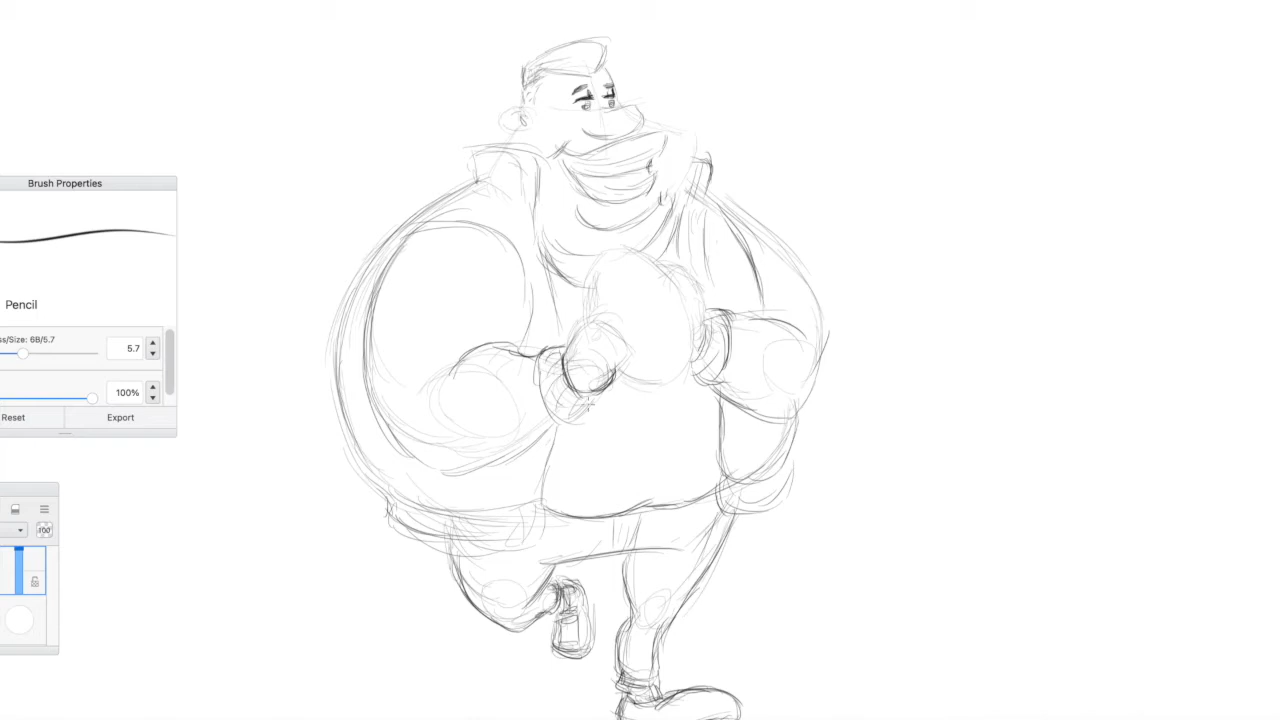 Brush Properties
Pencil
ss/Size: 6B/5.7
5.7
100%
Reset
Export
100